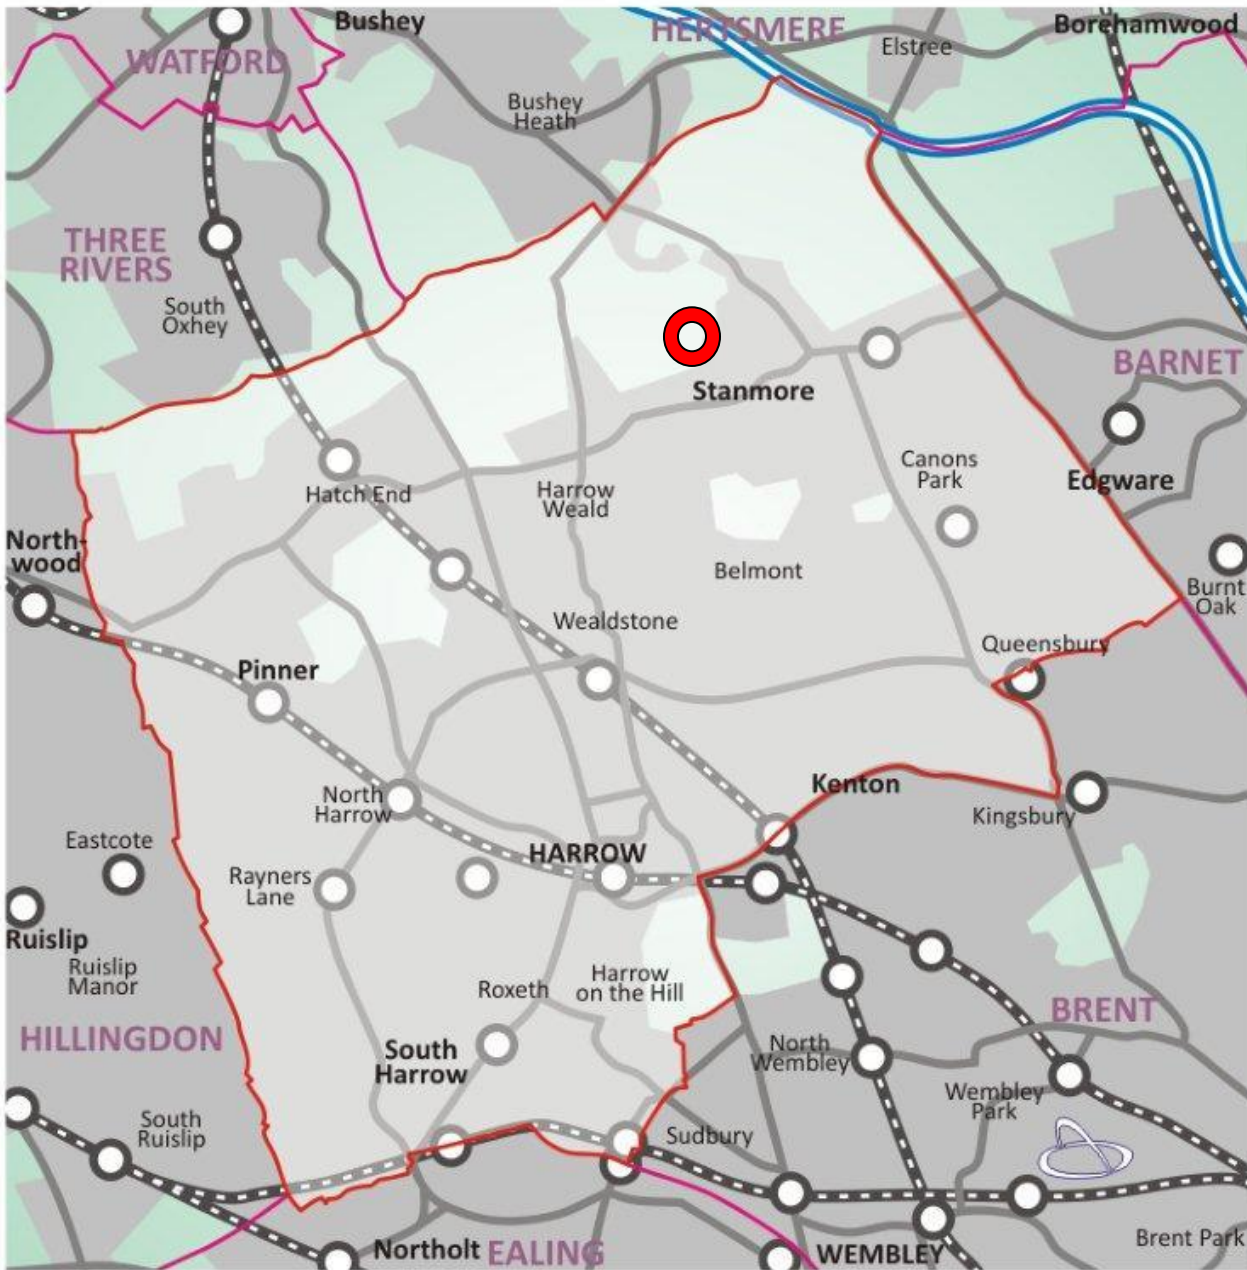 Bushey
HERTSMERE
Borehamwood
Elstree
WATFORD
Bushey
Heath
THREE
RIVERS
South
Oxhey
BARNET
Stanmore
Canons
Park
Edgware
Hatch End
Harrow
Weald
North-
wood
Belmont
Burnt
Oak
Wealdstone
Queensbury
Pinner
Kenton
North
Harrow
Kingsbury
Eastcote
HARROW
Rayners
Lane
Ruislip
Ruislip
Manor
Harrow
on the Hill
Roxeth
BRENT
HILLINGDON
South
Harrow
North
Wembley
Wembley
Park
South
Ruislip
Sudbury
Brent Park
Northolt
EALING
WEMBLEY